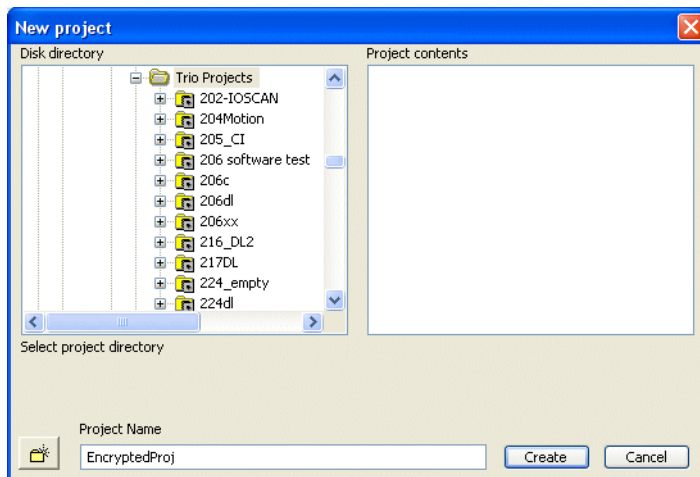 New project
Disk directory
Project contents
Trio Projects
202-IOSCAN
204Motion
205_CI
206 software test
206c
206dl
206xx
216_DL2
217DL
224_empty
224dl
Select project directory
Project Name
EncryptedProj
Create
Cancel